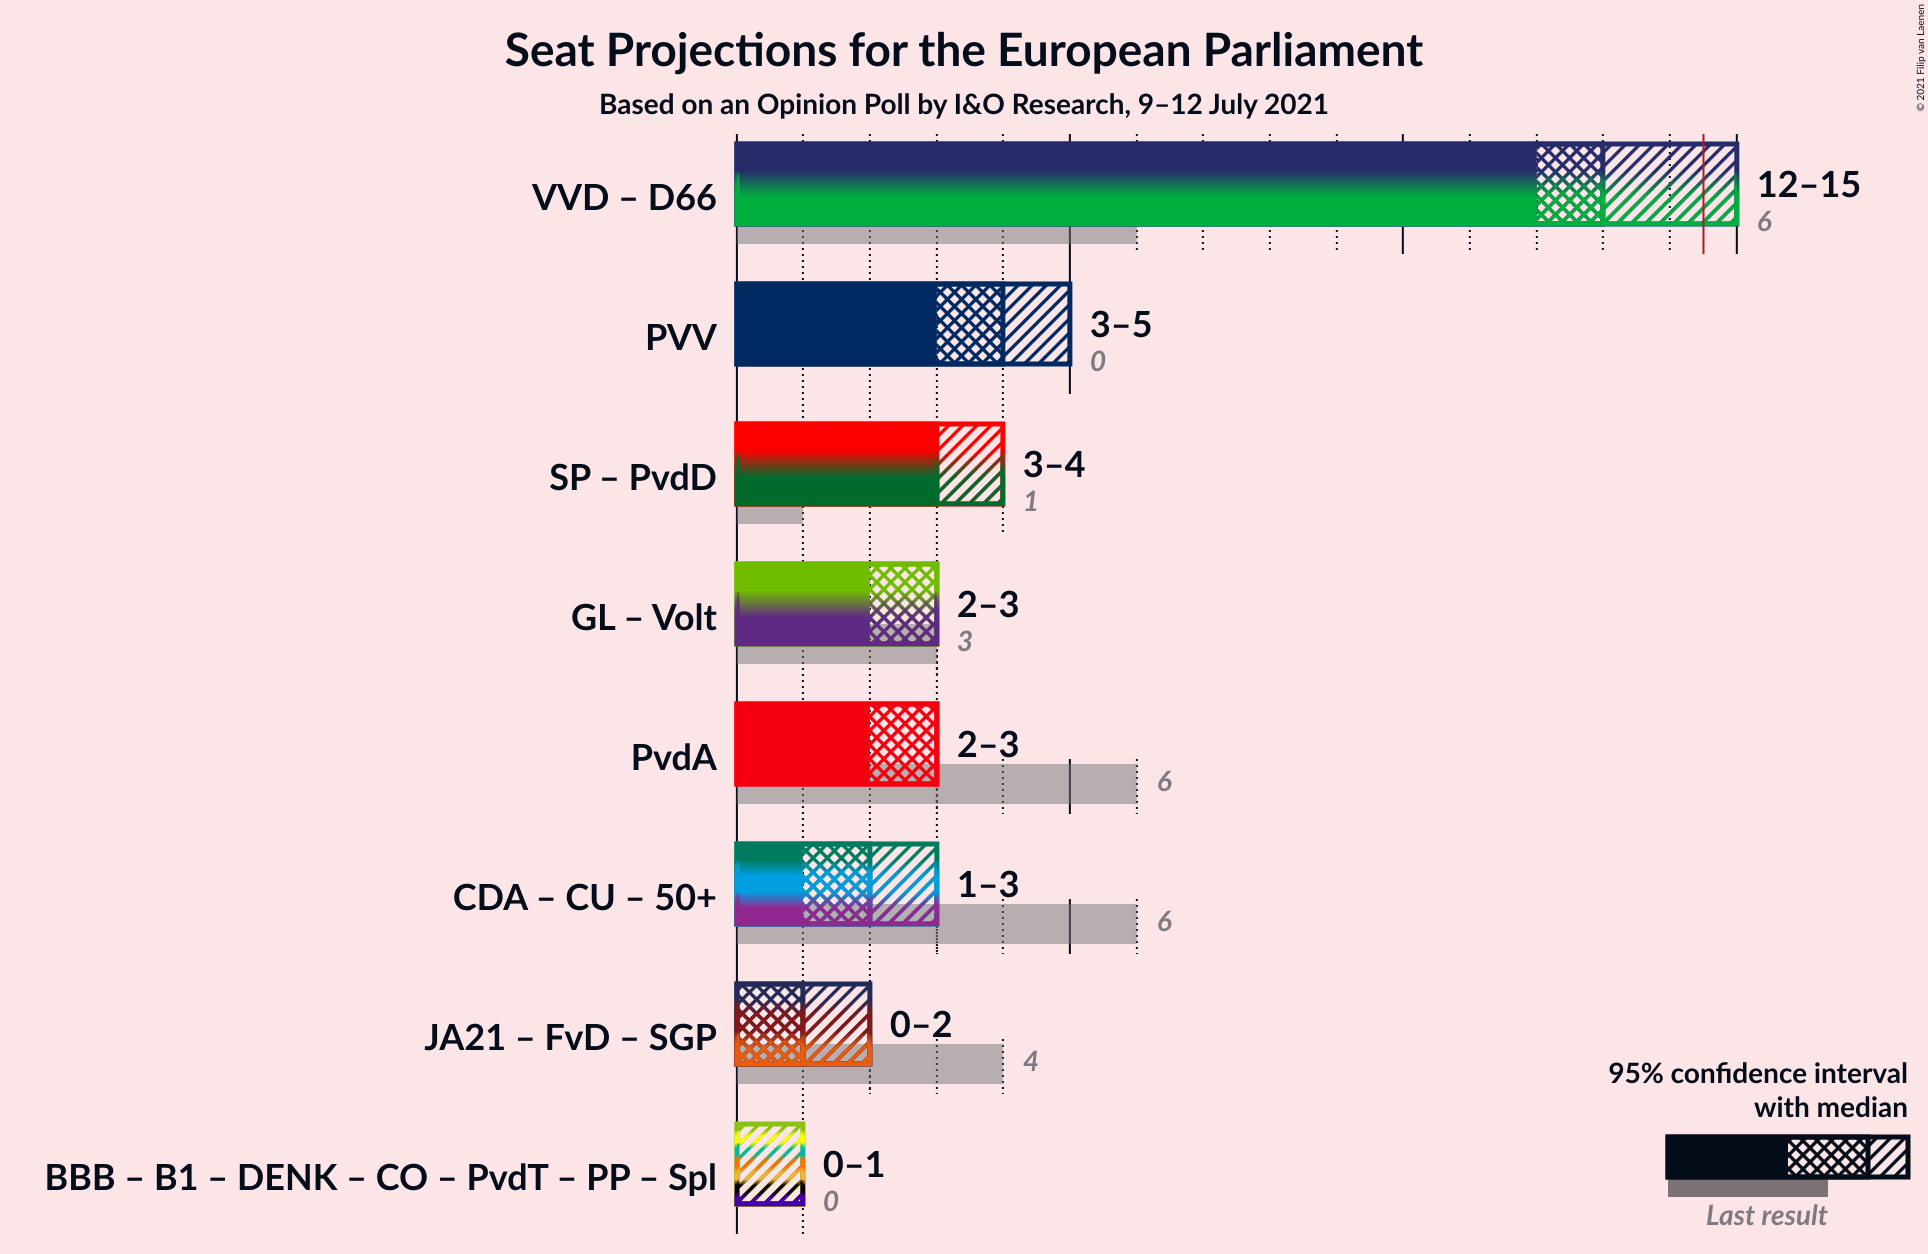 Seat Projections for the European Parliament
Based on an Opinion Poll by I&O Research, 9–12 July 2021
© 2021 Filip van Laenen
VVD – D66
12–15
6
PVV
3–5
0
SP – PvdD
3–4
1
GL – Volt
2–3
3
PvdA
2–3
6
CDA – CU – 50+
1–3
6
JA21 – FvD – SGP
0–2
4
BBB – B1 – DENK – CO – PvdT – PP – Spl
0–1
0
95% confidence interval
with median
Last result